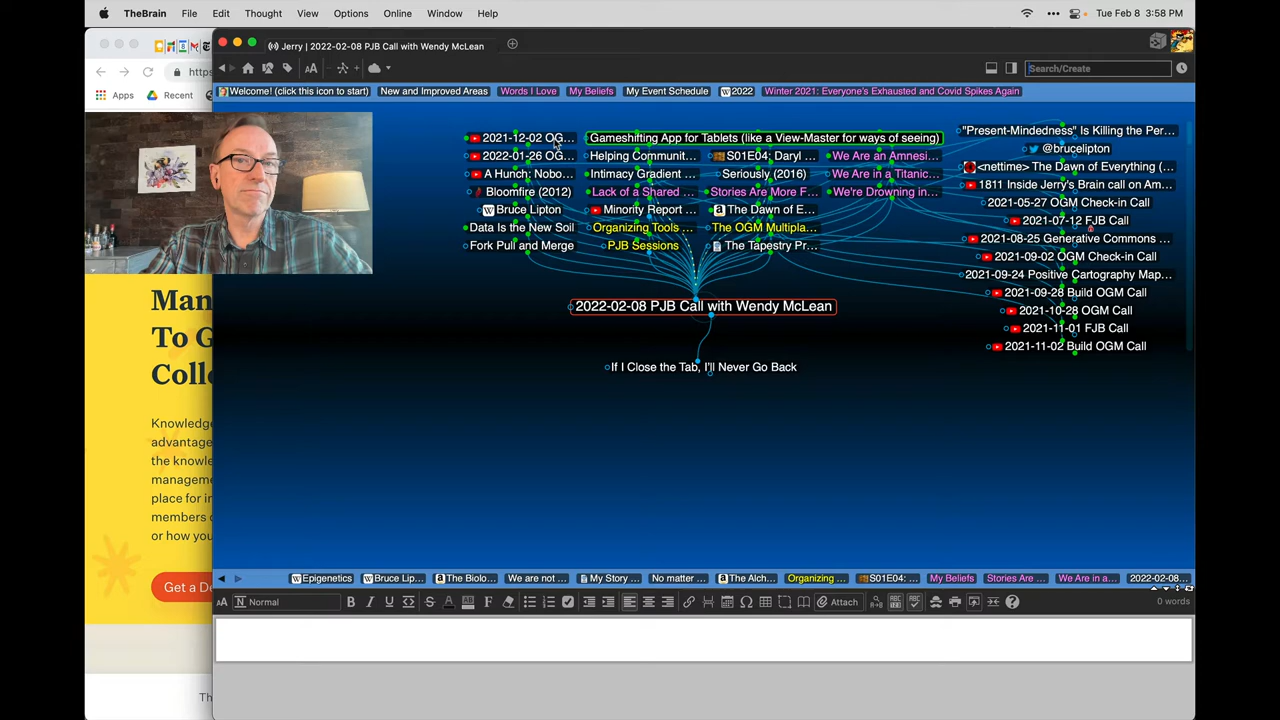 TheBrain File Edit Thought View Options Online Window Help Tue Feb 8 3:58 PM
Jerry | 2022-02-08 PJB Call with Wendy McLean
https
Search/Create
Apps Recent
Welcome! (click this icon to start) New and Improved Areas Words I Love My Beliefs My Event Schedule 2022 Winter 2021: Everyone's Exhausted and Covid Spikes Again
2021-12-02 OG... Gameshifting App for Tablets (like a View-Master for ways of seeing)
2022-01-26 OG... Helping Communit... S01E04: Daryl ... We Are an Amnesi...
A Hunch: Nobo... Intimacy Gradient ... Seriously (2016) We Are in a Titanic...
Bloomfire (2012) Lack of a Shared ... Stories Are More F... We're Drowning in...
Bruce Lipton Minority Report ... The Dawn of E...
Data Is the New Soil Organizing Tools ... The OGM Multipla...
Fork Pull and Merge PJB Sessions The Tapestry Pr...
"Present-Mindedness" Is Killing the Per...
@brucelipton
<nettime> The Dawn of Everything (...
1811 Inside Jerry's Brain call on Am...
2021-05-27 OGM Check-in Call
2021-07-12 FJB Call
2021-08-25 Generative Commons ...
2021-09-02 OGM Check-in Call
2021-09-24 Positive Cartography Map...
2021-09-28 Build OGM Call
2021-10-28 OGM Call
2021-11-01 FJB Call
2021-11-02 Build OGM Call
2022-02-08 PJB Call with Wendy McLean
If I Close the Tab, I'll Never Go Back
Man
To G
Colle
Knowledge
advantage
the knowle
manageme
place for in
members o
or how you
Get a De
Th
Epigenetics Bruce Lip... The Biolo... We are not ... My Story ... No matter ... The Alch... Organizing ... S01E04: ... My Beliefs Stories Are ... We Are in a... 2022-02-08...
Normal B I U S A F Attach 0 words